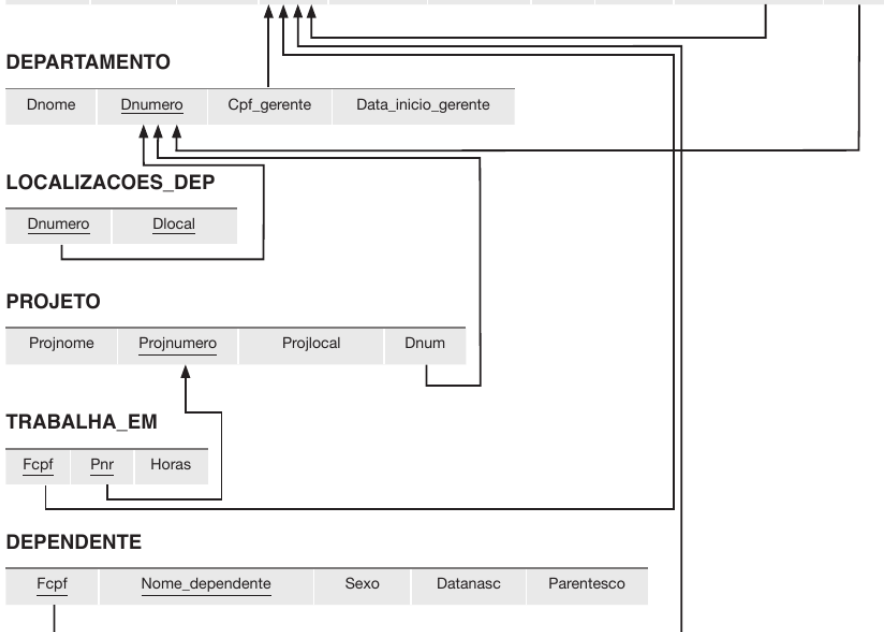 DEPARTAMENTO
Dnome Dnumero Cpf_gerente Data_inicio_gerente
LOCALIZACOES_DEP
Dnumero Dlocal
PROJETO
Projnome Projnumero Projlocal Dnum
TRABALHA_EM
Fcpf Pnr Horas
DEPENDENTE
Fcpf Nome_dependente Sexo Datanasc Parentesco